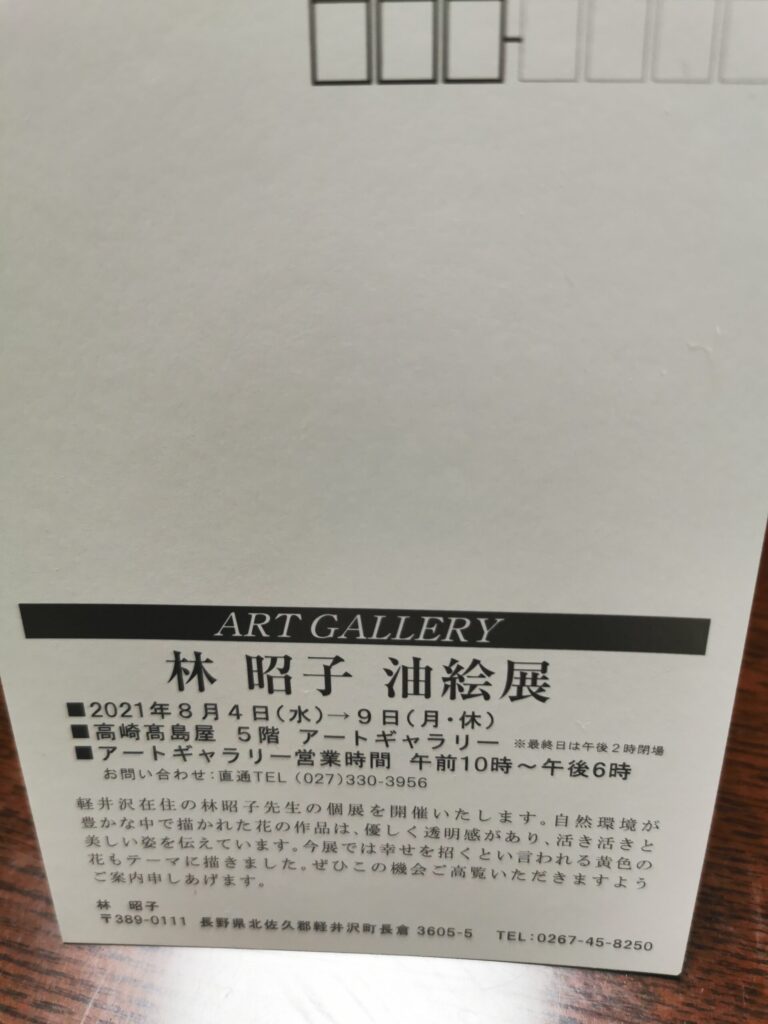 ART GALLERY
林 昭子 油絵展
■2021年8月4日(水)→9日(月・休)
■高崎髙島屋 5階 アートギャラリー ※最終日は午後2時閉場
■アートギャラリー営業時間 午前10時〜午後6時
お問い合わせ:直通TEL (027)330-3956
軽井沢在住の林昭子先生の個展を開催いたします。自然環境が
豊かな中で描かれた花の作品は、優しく透明感があり、活き活きと
美しい姿を伝えています。今展では幸せを招くとい言われる黄色の
花もテーマに描きました。ぜひこの機会ご高覧いただきますよう
ご案内申しあげます。
林 昭子
〒389-0111 長野県北佐久郡軽井沢町長倉 3605-5 TEL:0267-45-8250